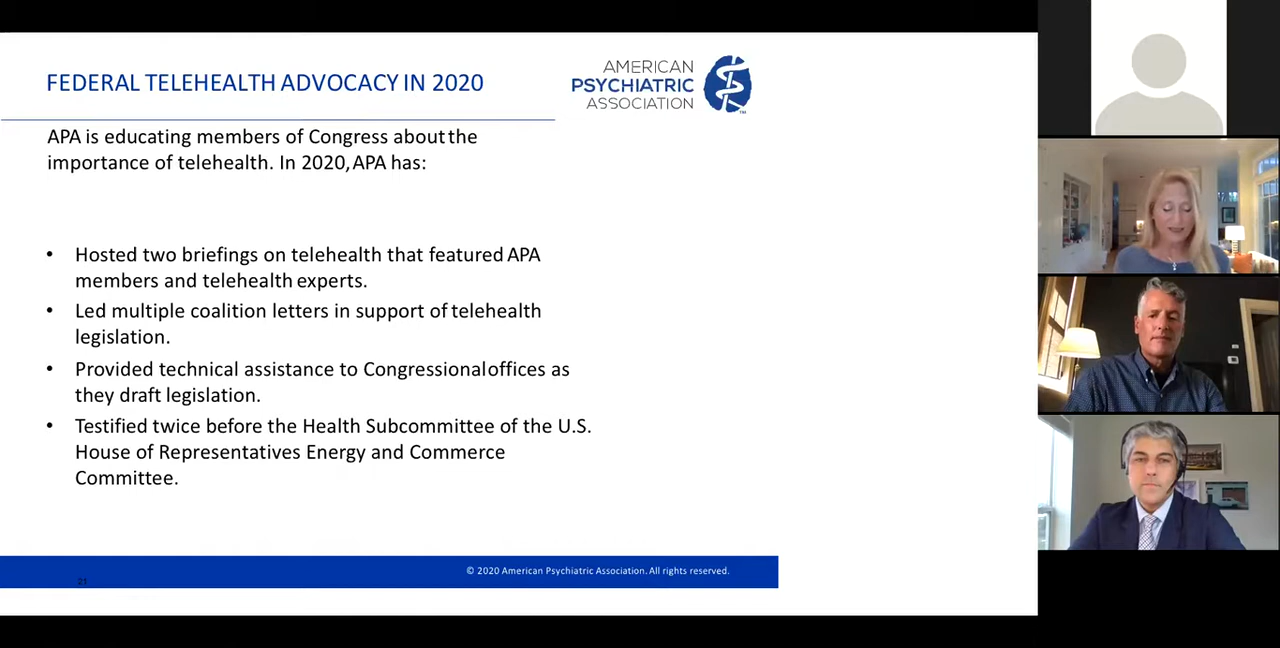 FEDERAL TELEHEALTH ADVOCACY IN 2020
AMERICAN
PSYCHIATRIC
ASSOCIATION
TM
APA is educating members of Congress about the
importance of telehealth. In 2020, APA has:
• Hosted two briefings on telehealth that featured APA
members and telehealth experts.
• Led multiple coalition letters in support of telehealth
legislation.
• Provided technical assistance to Congressional offices as
they draft legislation.
• Testified twice before the Health Subcommittee of the U.S.
House of Representatives Energy and Commerce
Committee.
21
© 2020 American Psychiatric Association. All rights reserved.